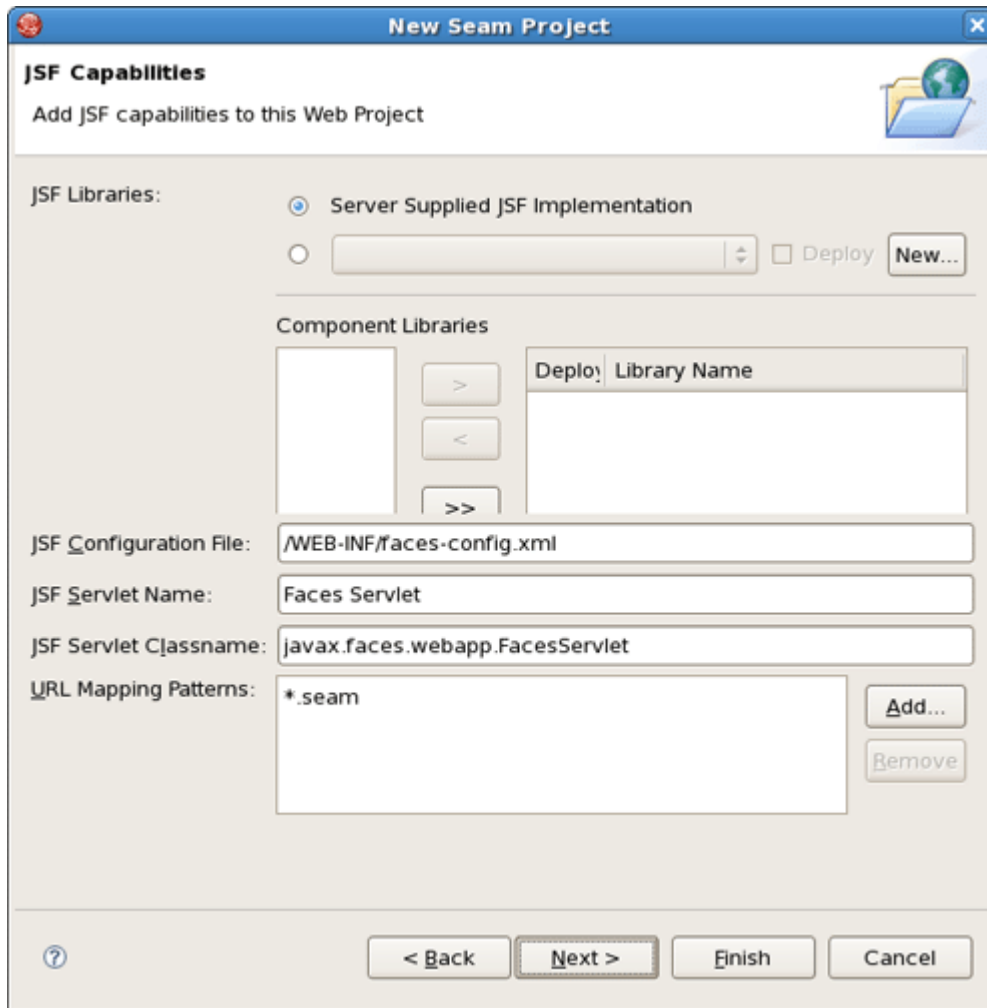 New Seam Project
JSF Capabilities
Add JSF capabilities to this Web Project
JSF Libraries:
Server Supplied JSF Implementation
Deploy New...
Component Libraries
> Deploy Library Name
<
>>
JSF Configuration File: /WEB-INF/faces-config.xml
JSF Servlet Name: Faces Servlet
JSF Servlet Classname: javax.faces.webapp.FacesServlet
URL Mapping Patterns: *.seam Add...
Remove
? < Back Next > Finish Cancel